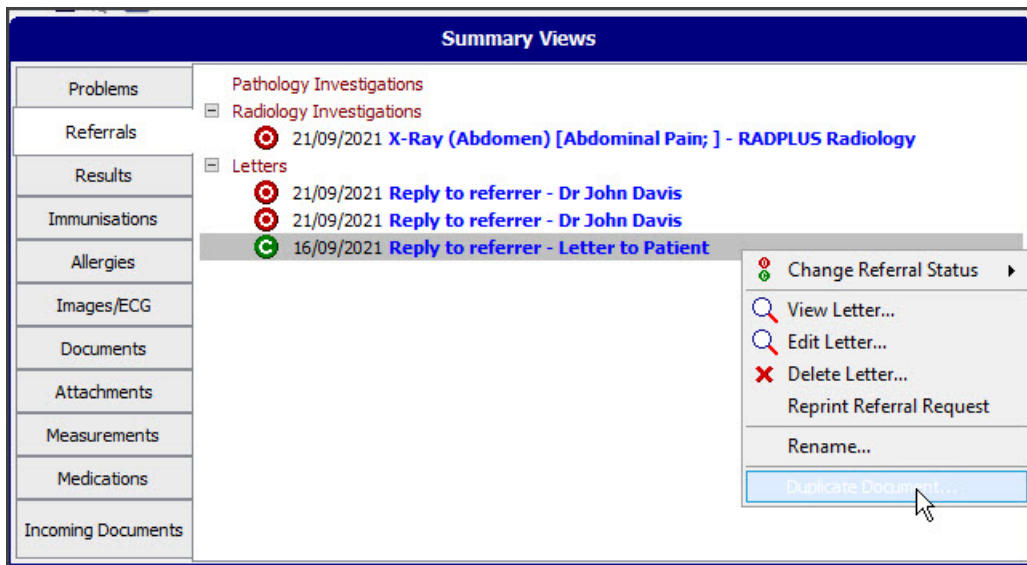 Summary Views
Problems
Referrals
Results
Immunisations
Allergies
Images/ECG
Documents
Attachments
Measurements
Medications
Incoming Documents
Pathology Investigations
Radiology Investigations
21/09/2021 X-Ray (Abdomen) [Abdominal Pain; ] - RADPLUS Radiology
Letters
21/09/2021 Reply to referrer - Dr John Davis
21/09/2021 Reply to referrer - Dr John Davis
C 16/09/2021 Reply to referrer - Letter to Patient
Change Referral Status
View Letter...
Edit Letter...
Delete Letter...
Reprint Referral Request
Rename...
Duplicate Document...